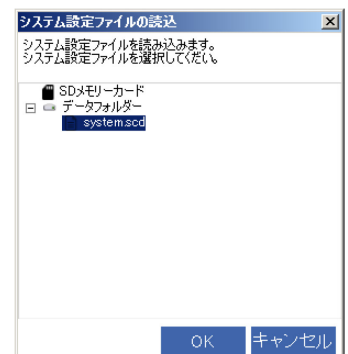 システム設定ファイルの読込
システム設定ファイルを読み込みます。
システム設定ファイルを選択してください。
SDメモリーカード
データフォルダー
system.scd
OK
キャンセル